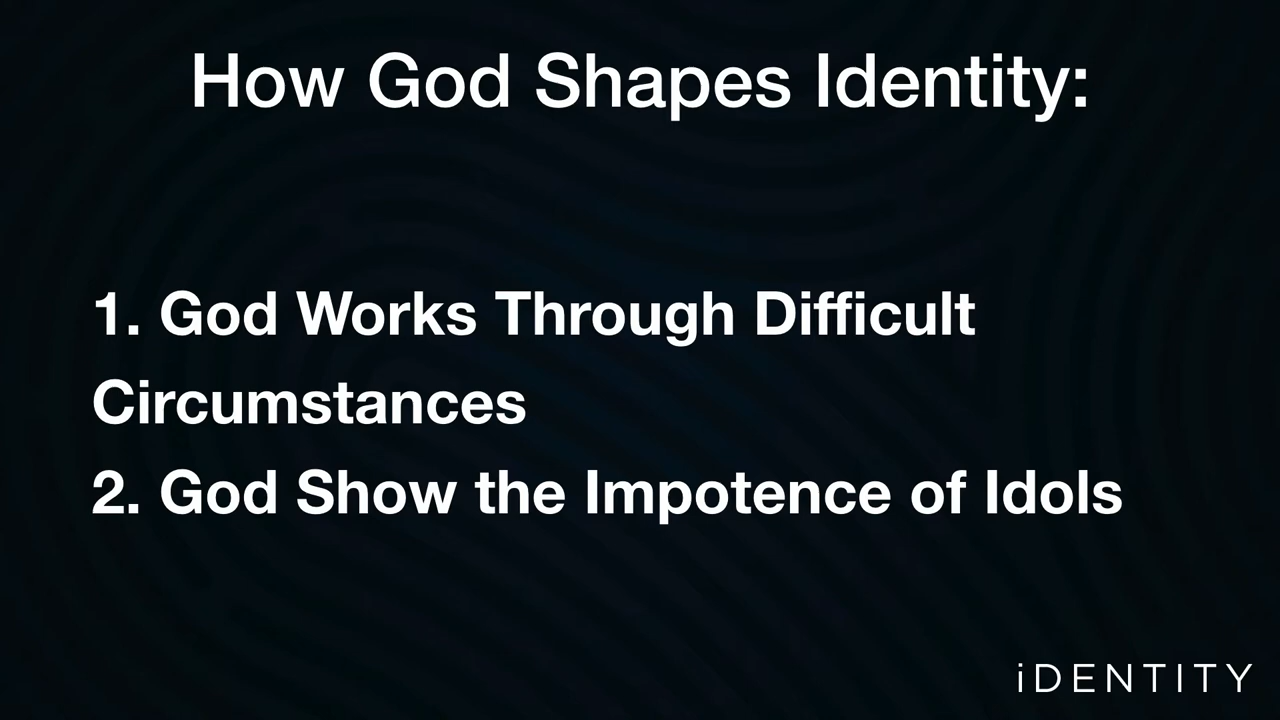 How God Shapes Identity:
1. God Works Through Difficult
Circumstances
2. God Show the Impotence of Idols
iDENTITY